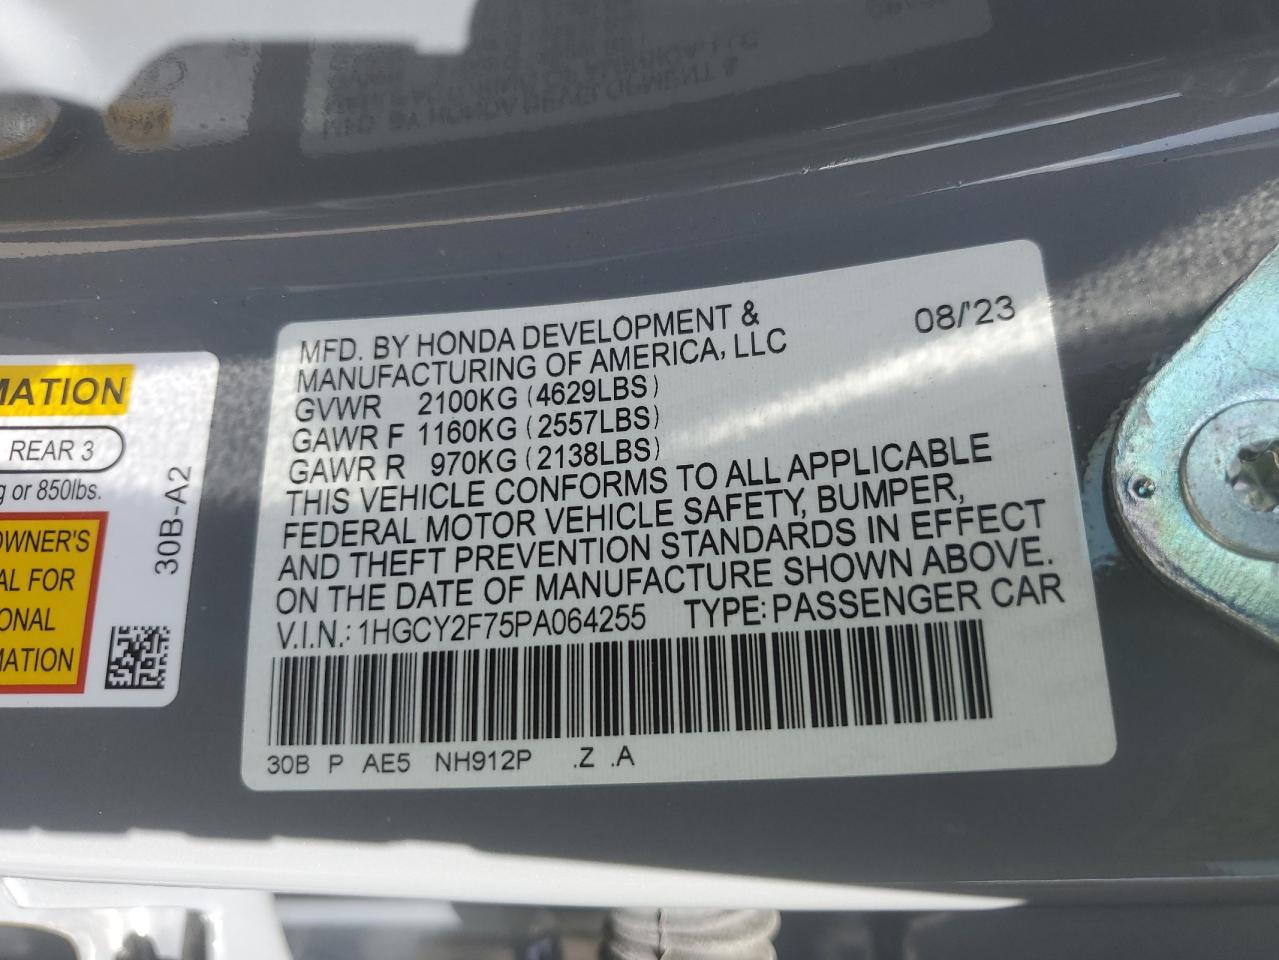 MFD. BY HONDA DEVELOPMENT & 08/'23
MANUFACTURING OF AMERICA, LLC
GVWR 2100KG (4629LBS)
GAWR F 1160KG (2557LBS)
GAWR R 970KG (2138LBS)
THIS VEHICLE CONFORMS TO ALL APPLICABLE
FEDERAL MOTOR VEHICLE SAFETY, BUMPER,
AND THEFT PREVENTION STANDARDS IN EFFECT
ON THE DATE OF MANUFACTURE SHOWN ABOVE.
V.I.N.: 1HGCY2F75PA064255 TYPE: PASSENGER CAR
30B P AE5 NH912P .Z .A
MATION
REAR 3
g or 850lbs.
OWNER'S
AL FOR
ONAL
MATION
30B-A2